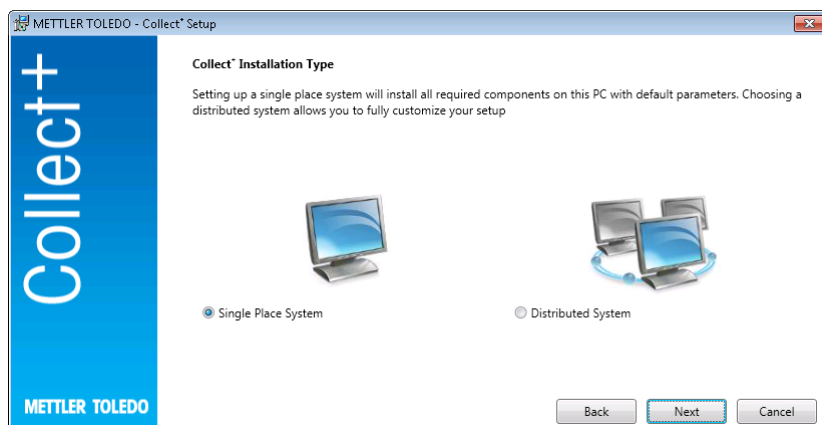 METTLER TOLEDO - Collect⁺ Setup
Collect+
Collect⁺ Installation Type
Setting up a single place system will install all required components on this PC with default parameters. Choosing a
distributed system allows you to fully customize your setup
Single Place System
Distributed System
METTLER TOLEDO
Back
Next
Cancel